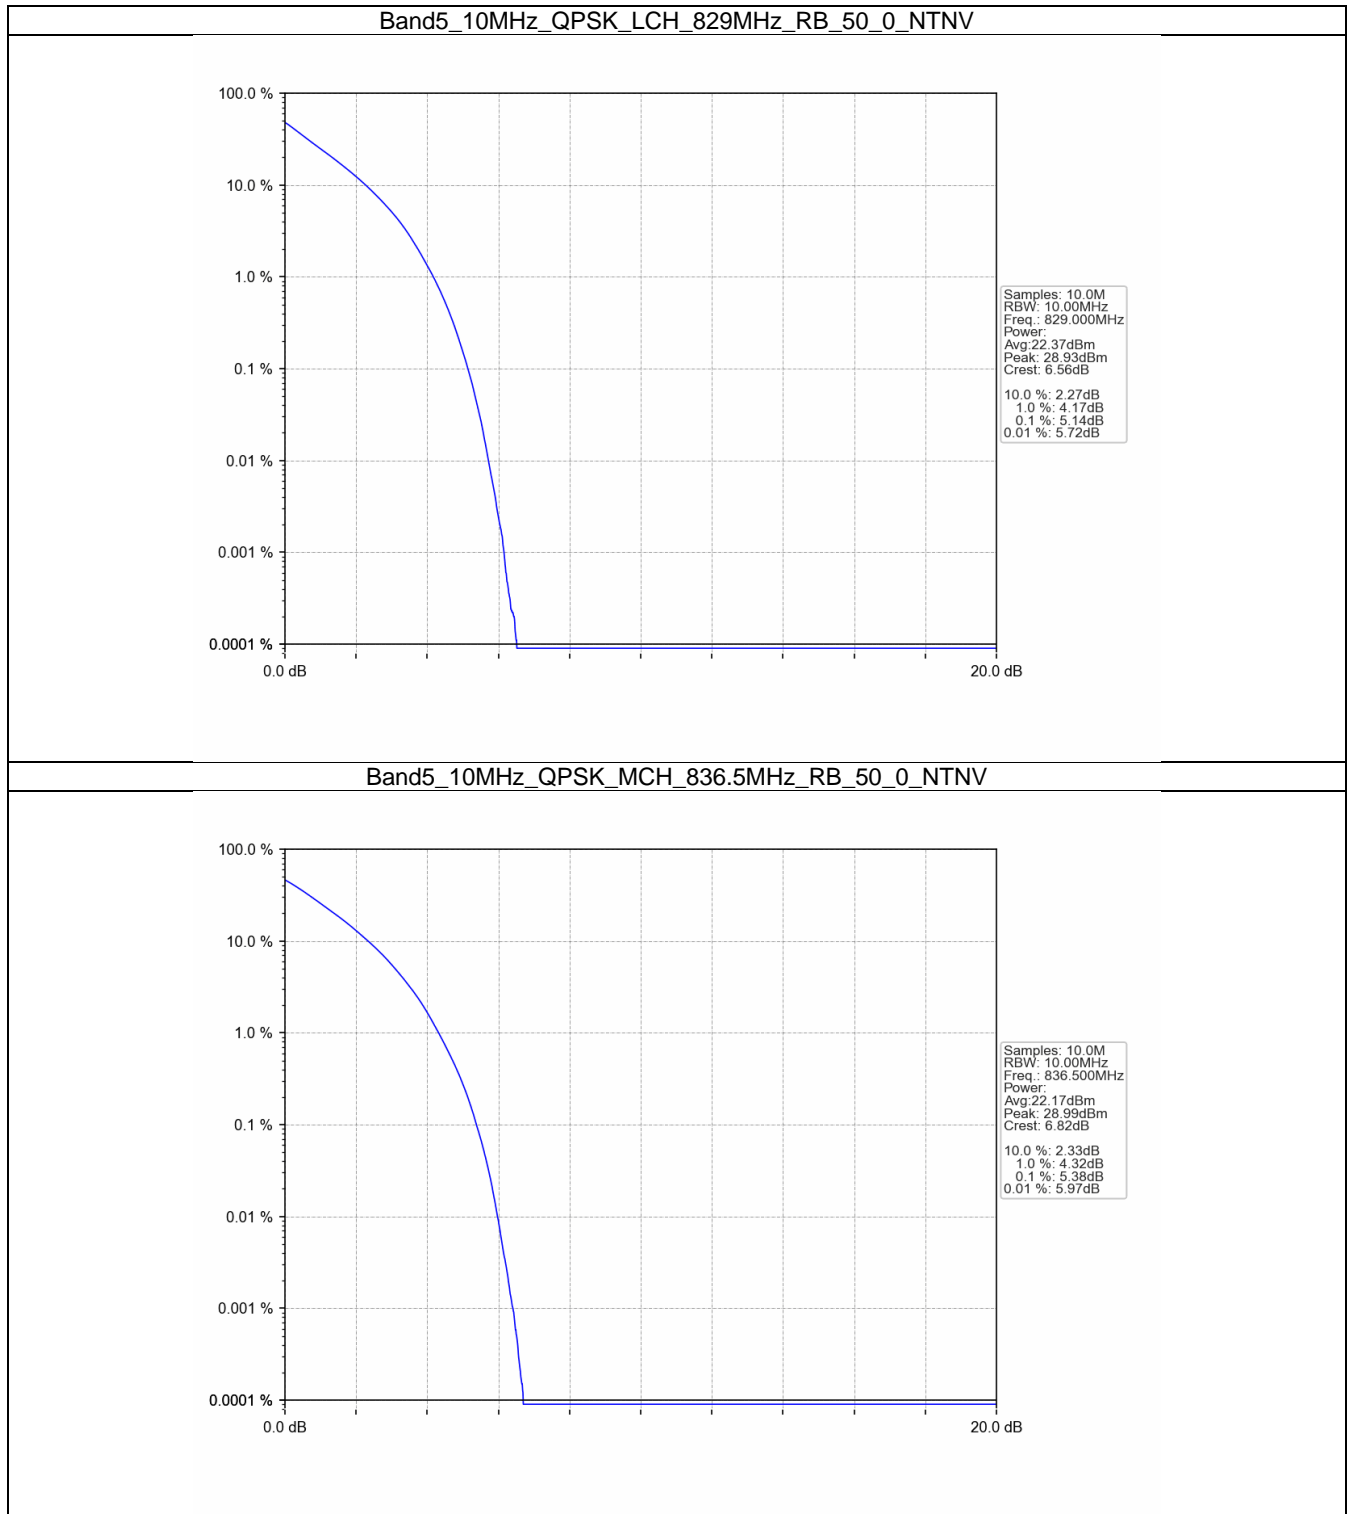 Band5_10MHz_QPSK_LCH_829MHz_RB_50_0_NTNV
100.0 %
10.0 %
1.0 %
0.1 %
0.01 %
0.001 %
0.0001 %
0.0 dB
20.0 dB
Samples: 10.0M
RBW: 10.00MHz
Freq.: 829.000MHz
Power:
Avg:22.37dBm
Peak: 28.93dBm
Crest: 6.56dB
10.0 %: 2.27dB
1.0 %: 4.17dB
0.1 %: 5.14dB
0.01 %: 5.72dB
Band5_10MHz_QPSK_MCH_836.5MHz_RB_50_0_NTNV
100.0 %
10.0 %
1.0 %
0.1 %
0.01 %
0.001 %
0.0001 %
0.0 dB
20.0 dB
Samples: 10.0M
RBW: 10.00MHz
Freq.: 836.500MHz
Power:
Avg:22.17dBm
Peak: 28.99dBm
Crest: 6.82dB
10.0 %: 2.33dB
1.0 %: 4.32dB
0.1 %: 5.38dB
0.01 %: 5.97dB